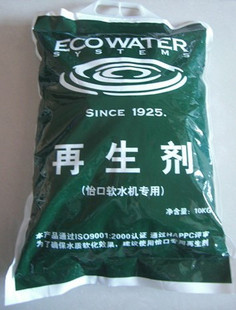 ECOWATER
SYSTEMS
SINCE 1925.
再生剂
(怡口软水机专用)
净含量：10KG
本产品通过ISO9001:2000认证 通过HAPPC评审
为了确保水质软化效果，建议使用怡口 再生剂